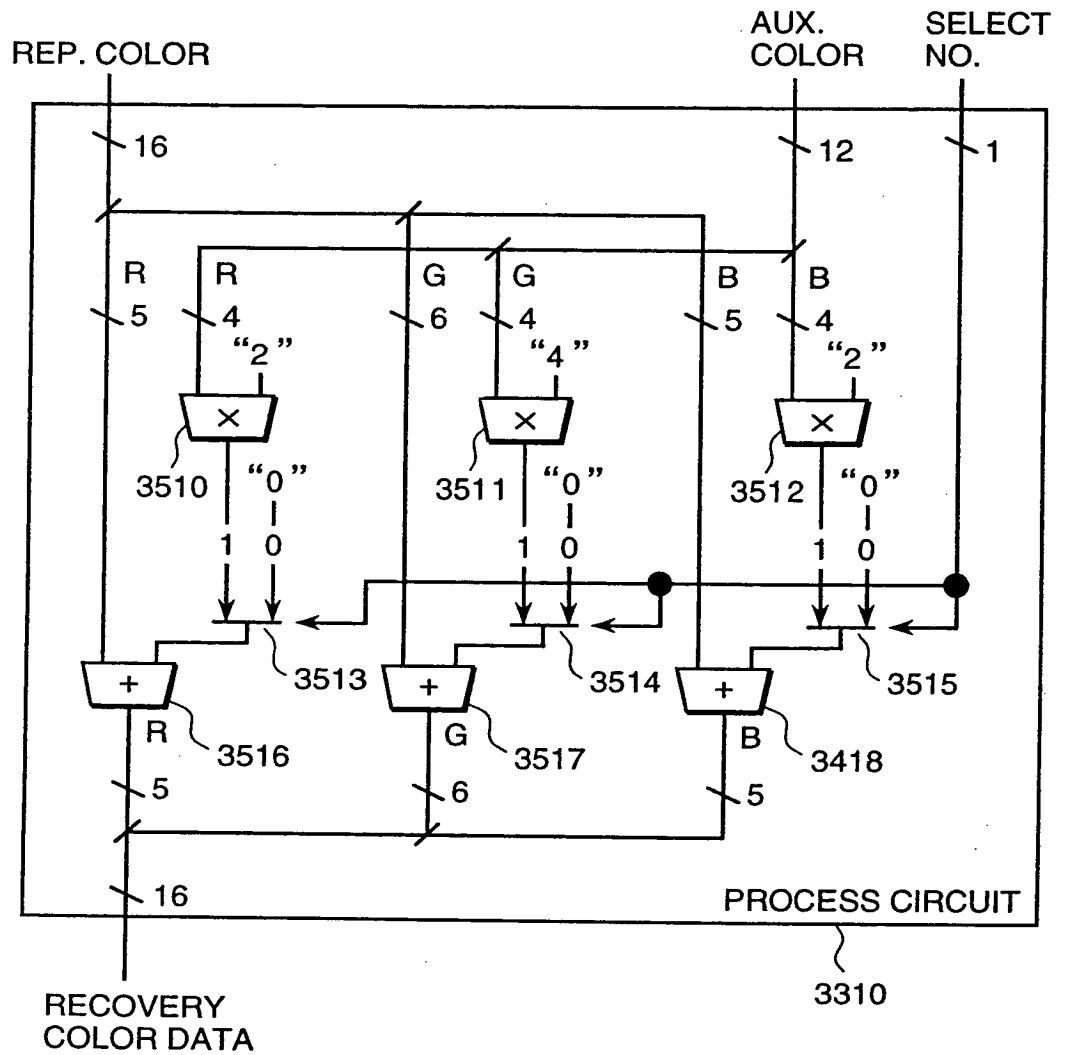 REP. COLOR
AUX.
COLOR
SELECT
NO.
16
12
1
R
R
G
G
B
B
5
4
6
4
5
4
“2”
“4”
“2”
×
×
×
3510
“0”
3511
“0”
3512
“0”
1
0
1
0
1
0
3513
3514
3515
+
+
+
R
3516
G
3517
B
3418
5
6
5
16
PROCESS CIRCUIT
3310
RECOVERY
COLOR DATA